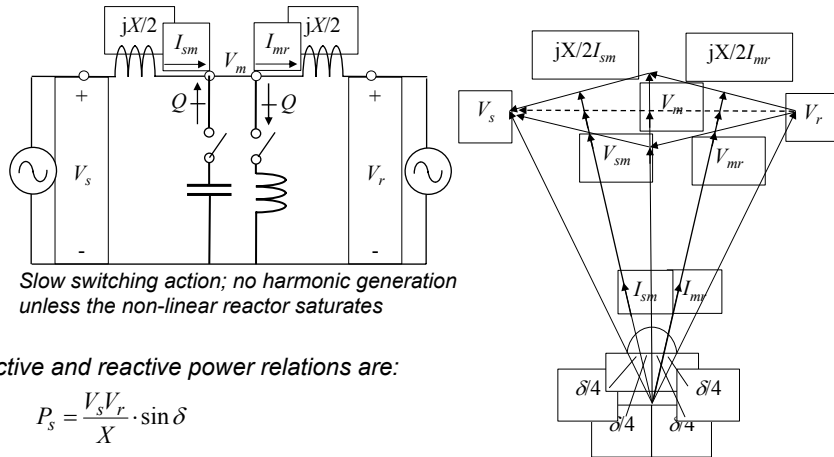 jX/2
jX/2
I_sm
V_m
I_mr
+
Q
Q
+
V_s
V_r
-
-
Slow switching action; no harmonic generation
unless the non-linear reactor saturates
ctive and reactive power relations are:
P_s = V_sV_r / X · sin δ
jX/2I_sm
jX/2I_mr
V_s
V_m
V_r
V_sm
V_mr
I_sm
I_mr
δ/4
δ/4
δ/4
δ/4